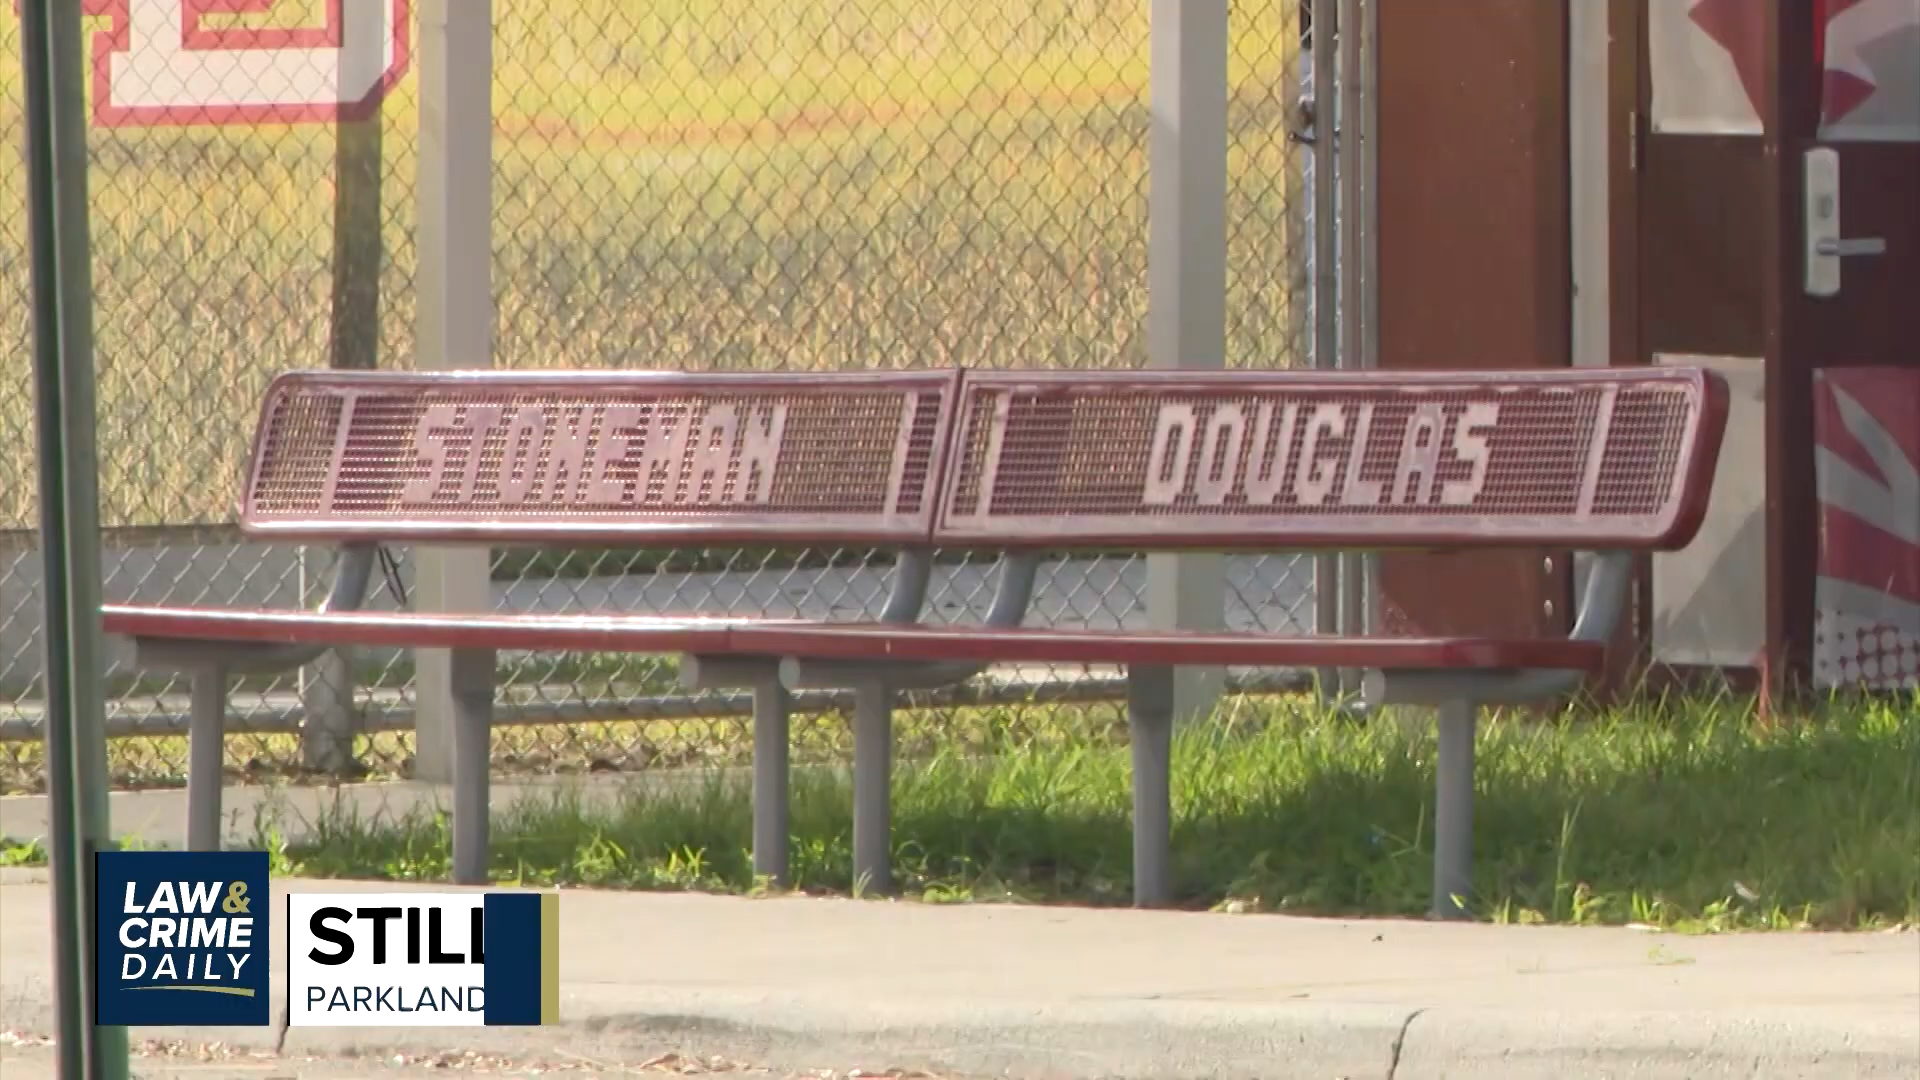 STONEMAN DOUGLAS
LAW&
CRIME
DAILY
STILL
PARKLAND